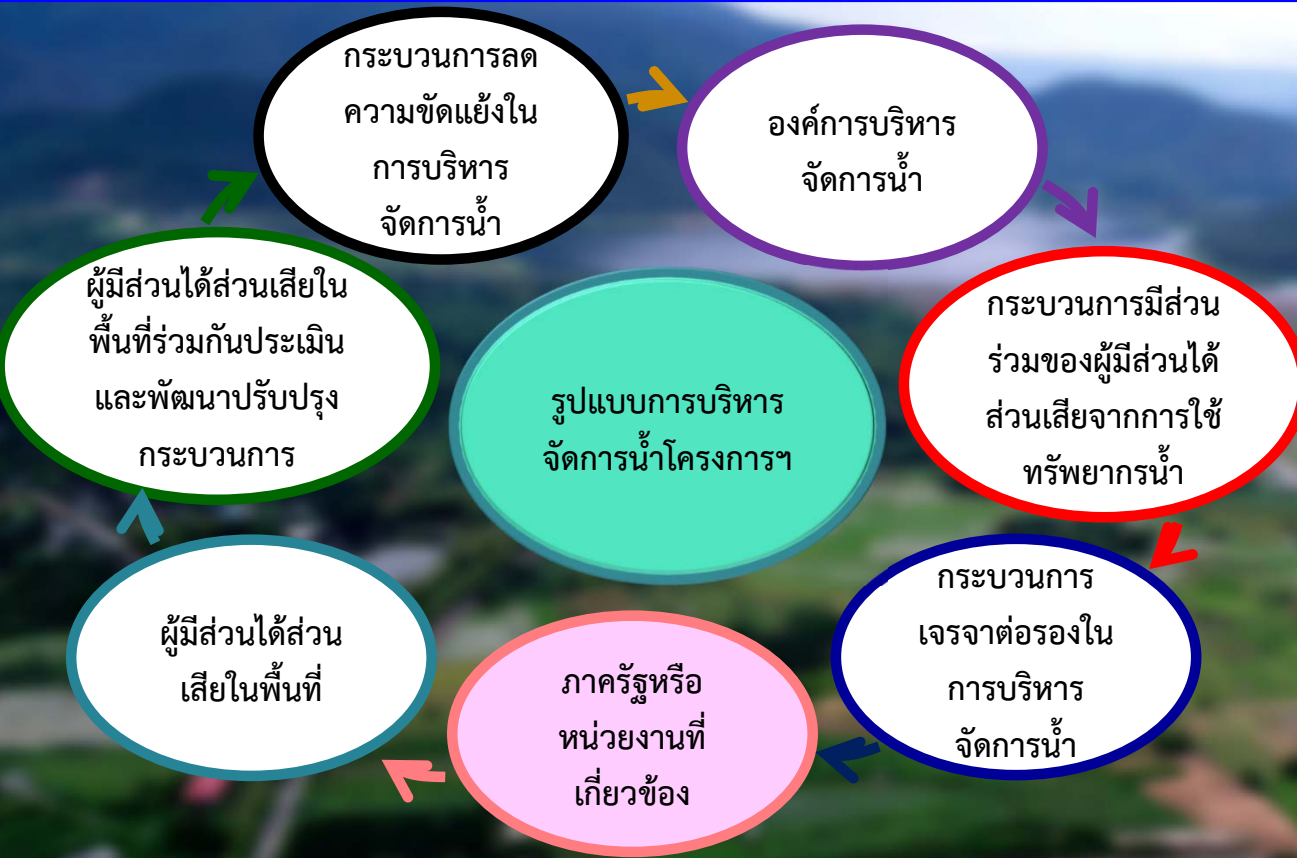 กระบวนการลด
ความขัดแย้งใน
การบริหาร
จัดการน้ำ
องค์การบริหาร
จัดการน้ำ
กระบวนการมีส่วน
ร่วมของผู้มีส่วนได้
ส่วนเสียจากการใช้
ทรัพยากรน้ำ
กระบวนการ
เจรจาต่อรองใน
การบริหาร
จัดการน้ำ
ภาครัฐหรือ
หน่วยงานที่
เกี่ยวข้อง
ผู้มีส่วนได้ส่วน
เสียในพื้นที่
ผู้มีส่วนได้ส่วนเสียใน
พื้นที่ร่วมกันประเมิน
และพัฒนาปรับปรุง
กระบวนการ
รูปแบบการบริหาร
จัดการน้ำโครงการฯ